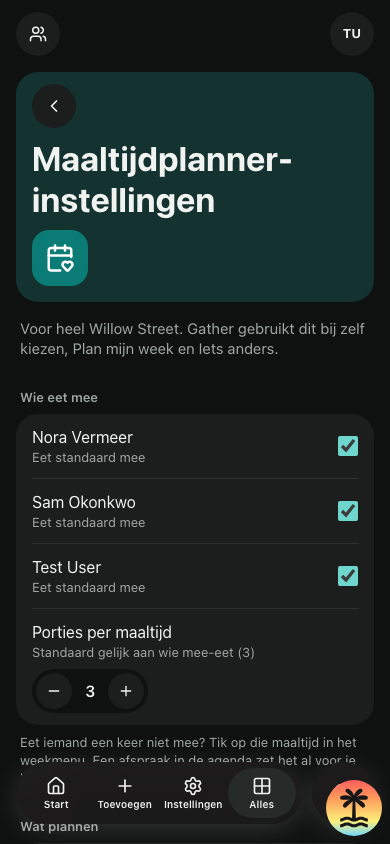 TU
Maaltijdplanner-
instellingen
Voor heel Willow Street. Gather gebruikt dit bij zelf
kiezen, Plan mijn week en Iets anders.
Wie eet mee
Nora Vermeer
Eet standaard mee
Sam Okonkwo
Eet standaard mee
Test User
Eet standaard mee
Porties per maaltijd
Standaard gelijk aan wie mee-eet (3)
3
Eet iemand een keer niet mee? Tik op die maaltijd in het
weekmenu. Een afspraak in de agenda zet het al voor je
Start
Toevoegen
Instellingen
Alles
Wat plannen